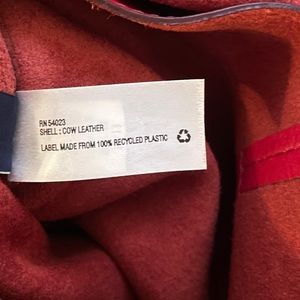 RN 54023
SHELL : COW LEATHER
LABEL MADE FROM 100% RECYCLED PLASTIC